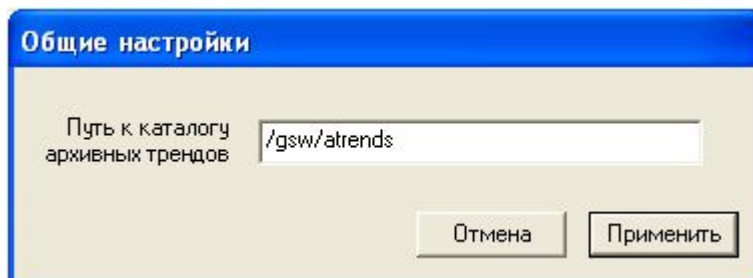 Общие настройки
Путь к каталогу
архивных трендов
/gsw/atrends
Отмена
Применить